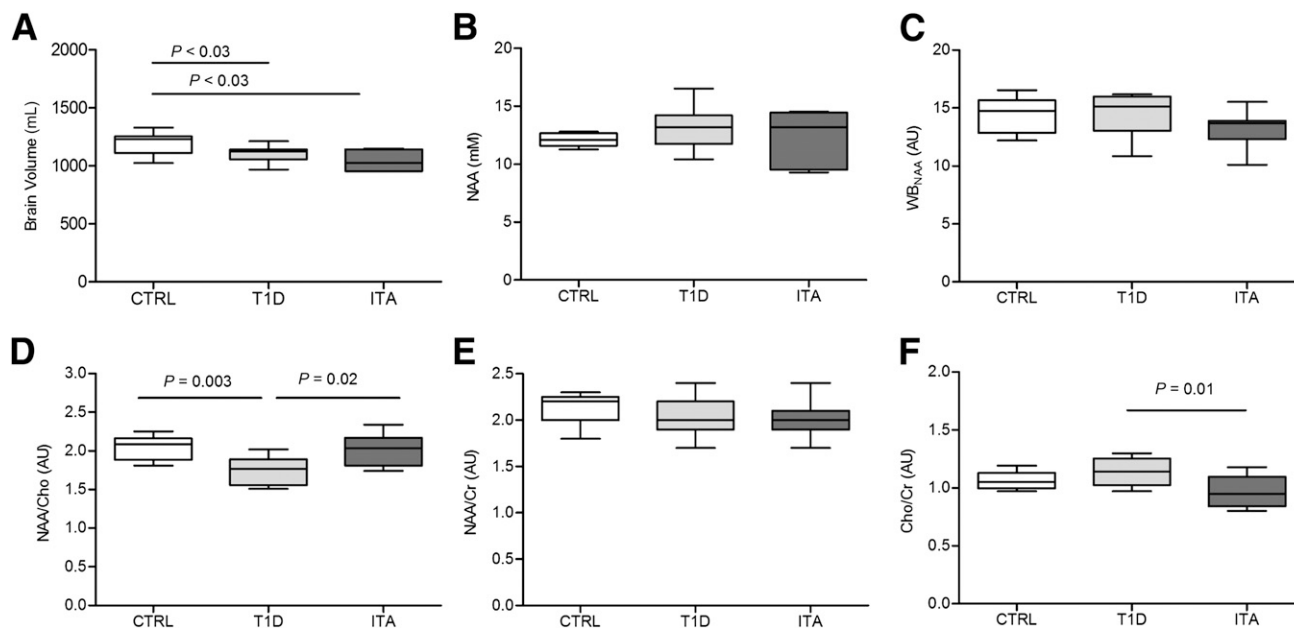 A
Brain Volume (mL)
2000
1500
1000
500
0
P < 0.03
P < 0.03
CTRL T1D ITA
B
NAA (mM)
20
15
10
5
0
CTRL T1D ITA
C
WBNAA (AU)
20
15
10
5
0
CTRL T1D ITA
D
NAA/Cho (AU)
3.0
2.5
2.0
1.5
1.0
0.5
0.0
P = 0.003 P = 0.02
CTRL T1D ITA
E
NAA/Cr (AU)
2.5
2.0
1.5
1.0
0.5
0.0
CTRL T1D ITA
F
Cho/Cr (AU)
2.0
1.5
1.0
0.5
0.0
P = 0.01
CTRL T1D ITA